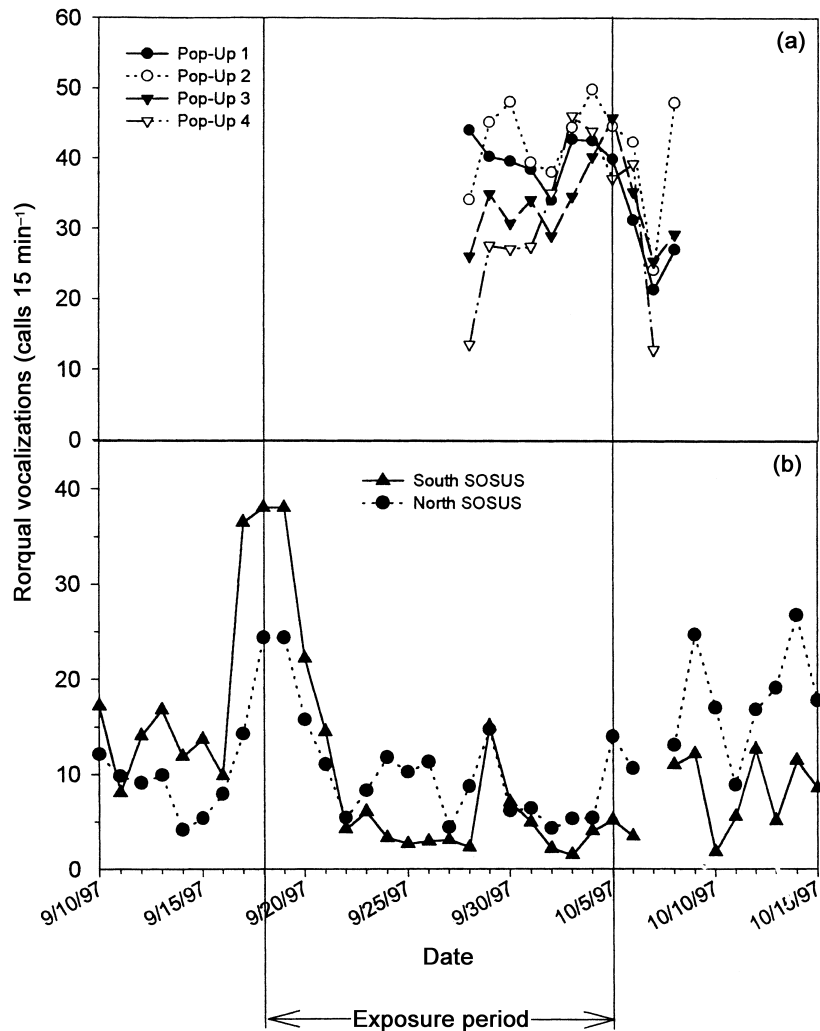 60
(a)
Pop-Up 1
Pop-Up 2
Pop-Up 3
Pop-Up 4
50
40
30
20
10
0
Rorqual vocalizations (calls 15 min⁻¹)
(b)
South SOSUS
North SOSUS
40
30
20
10
0
9/10/97
9/15/97
9/20/97
9/25/97
9/30/97
10/5/97
10/10/97
10/15/97
Date
Exposure period